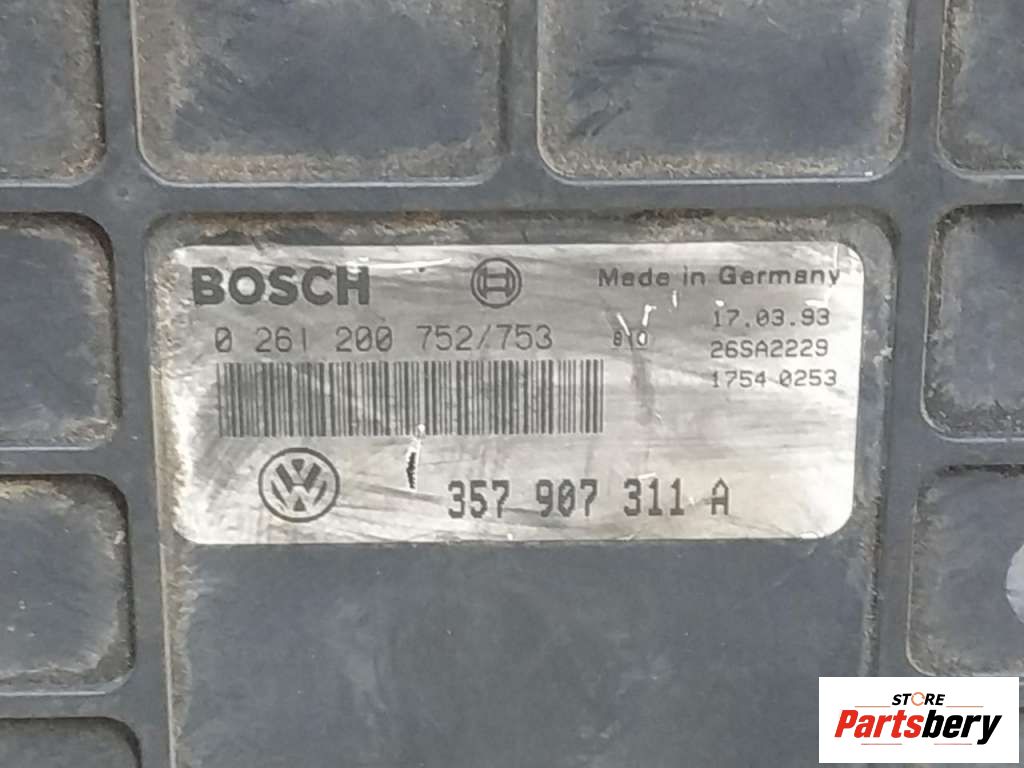 BOSCH Made in Germany
0 261 200 752/753 17.03.93
26SA2229
1754 0253
VW 357 907 311 A
STORE
Partsbery